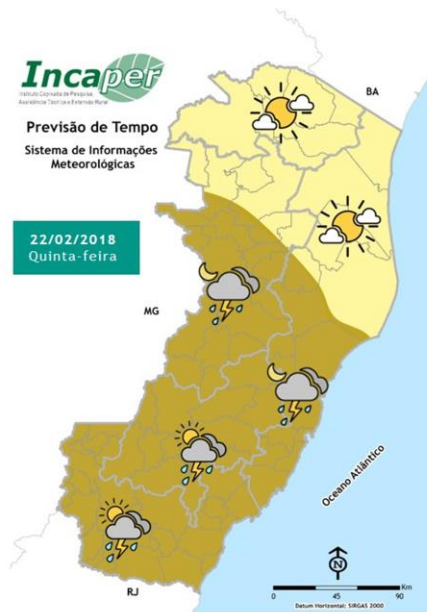 Incaper
Instituto Capixaba de Pesquisa,
Assistência Técnica e Extensão Rural
Previsão de Tempo
Sistema de Informações
Meteorológicas
22/02/2018
Quinta-feira
BA
MG
RJ
Oceano Atlântico
N
Km
0 45 90
Datum Horizontal: SIRGAS 2000